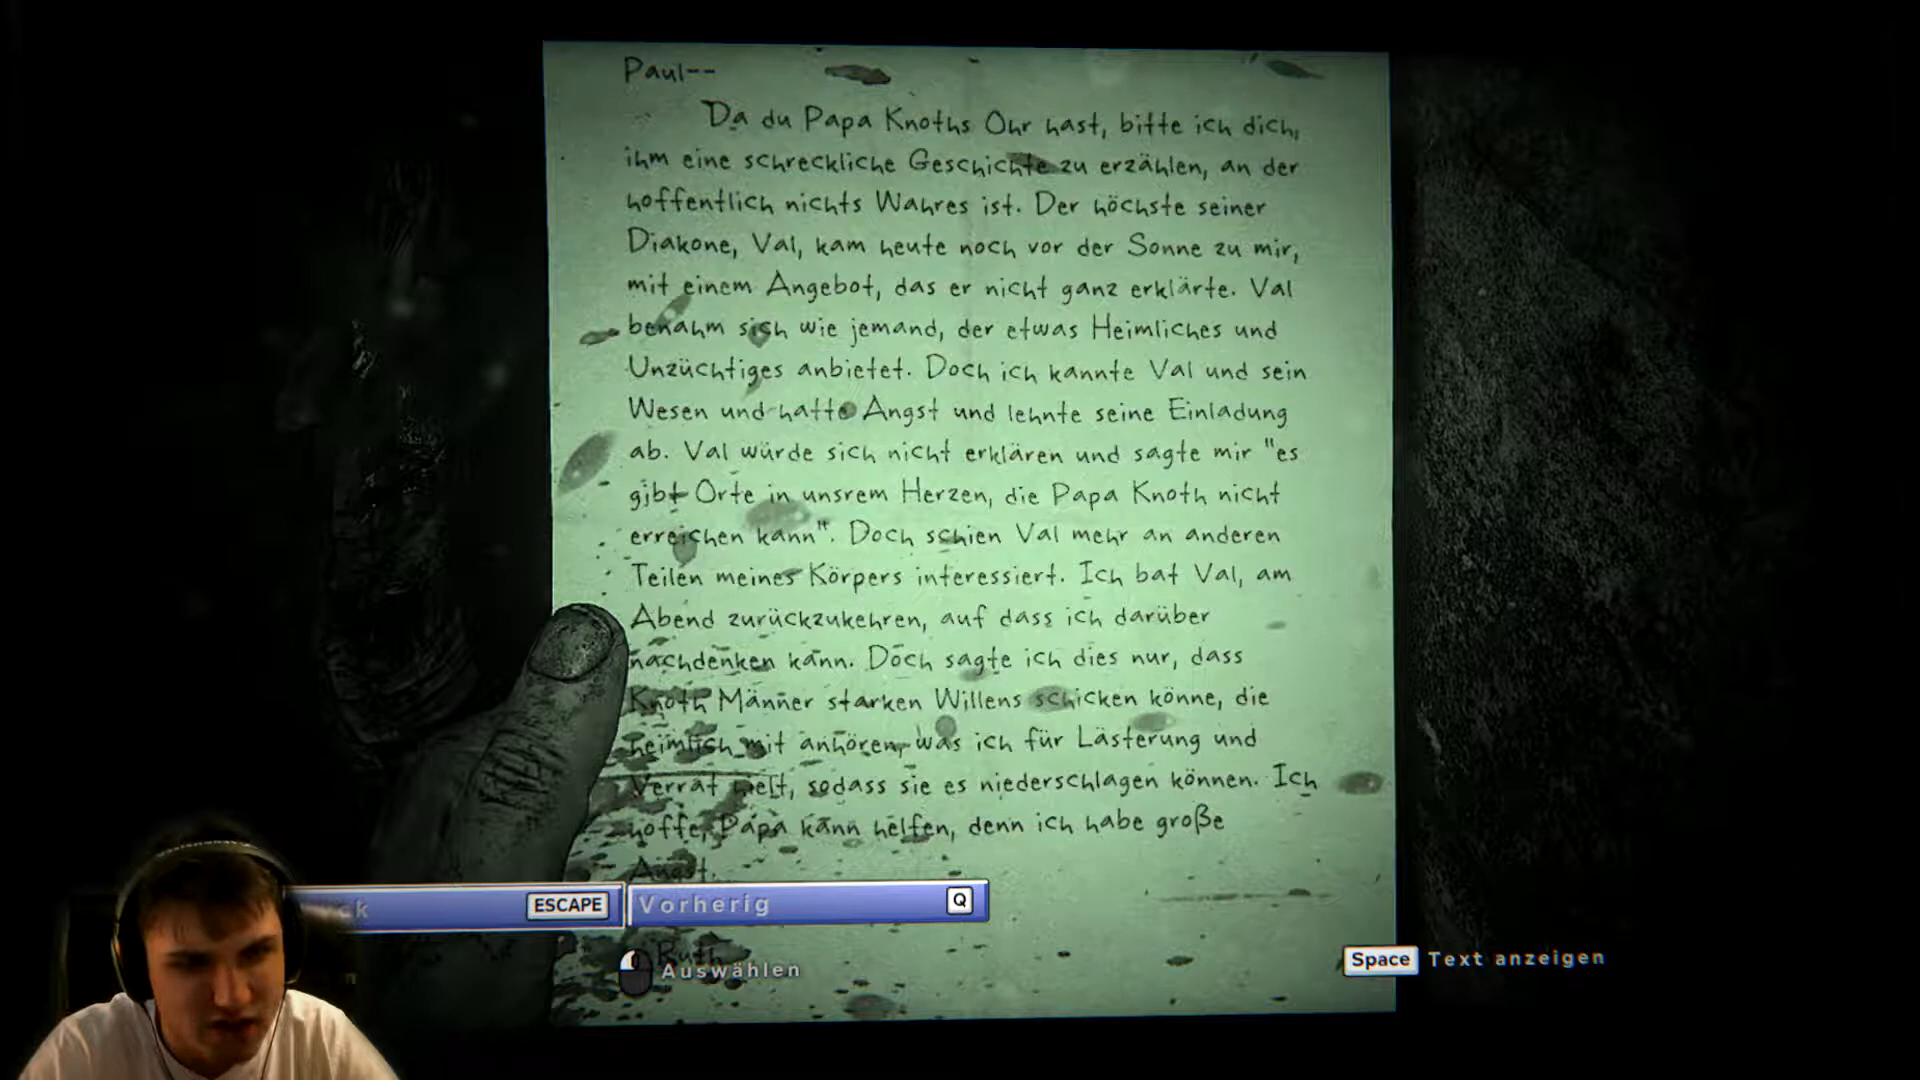 Paul--
Da du Papa Knoths Ohr hast, bitte ich dich,
ihm eine schreckliche Geschichte zu erzählen, an der
hoffentlich nichts Wahres ist. Der höchste seiner
Diakone, Val, kam heute noch vor der Sonne zu mir,
mit einem Angebot, das er nicht ganz erklärte. Val
benahm sich wie jemand, der etwas Heimliches und
Unzüchtiges anbietet. Doch ich kannte Val und sein
Wesen und hatte Angst und lehnte seine Einladung
ab. Val würde sich nicht erklären und sagte mir "es
gibt Orte in unsrem Herzen, die Papa Knoth nicht
erreichen kann". Doch schien Val mehr an anderen
Teilen meines Körpers interessiert. Ich bat Val, am
Abend zurückzukehren, auf dass ich darüber
nachdenken kann. Doch sagte ich dies nur, dass
Knoth Männer starken Willens schicken könne, die
heimlich mit anhören, was ich für Lästerung und
Verrat helt, sodass sie es niederschlagen können. Ich
hoffe, Papa kann helfen, denn ich habe große
Angst.
ESCAPE
Vorherig Q
Ruth
Auswählen
Space Text anzeigen